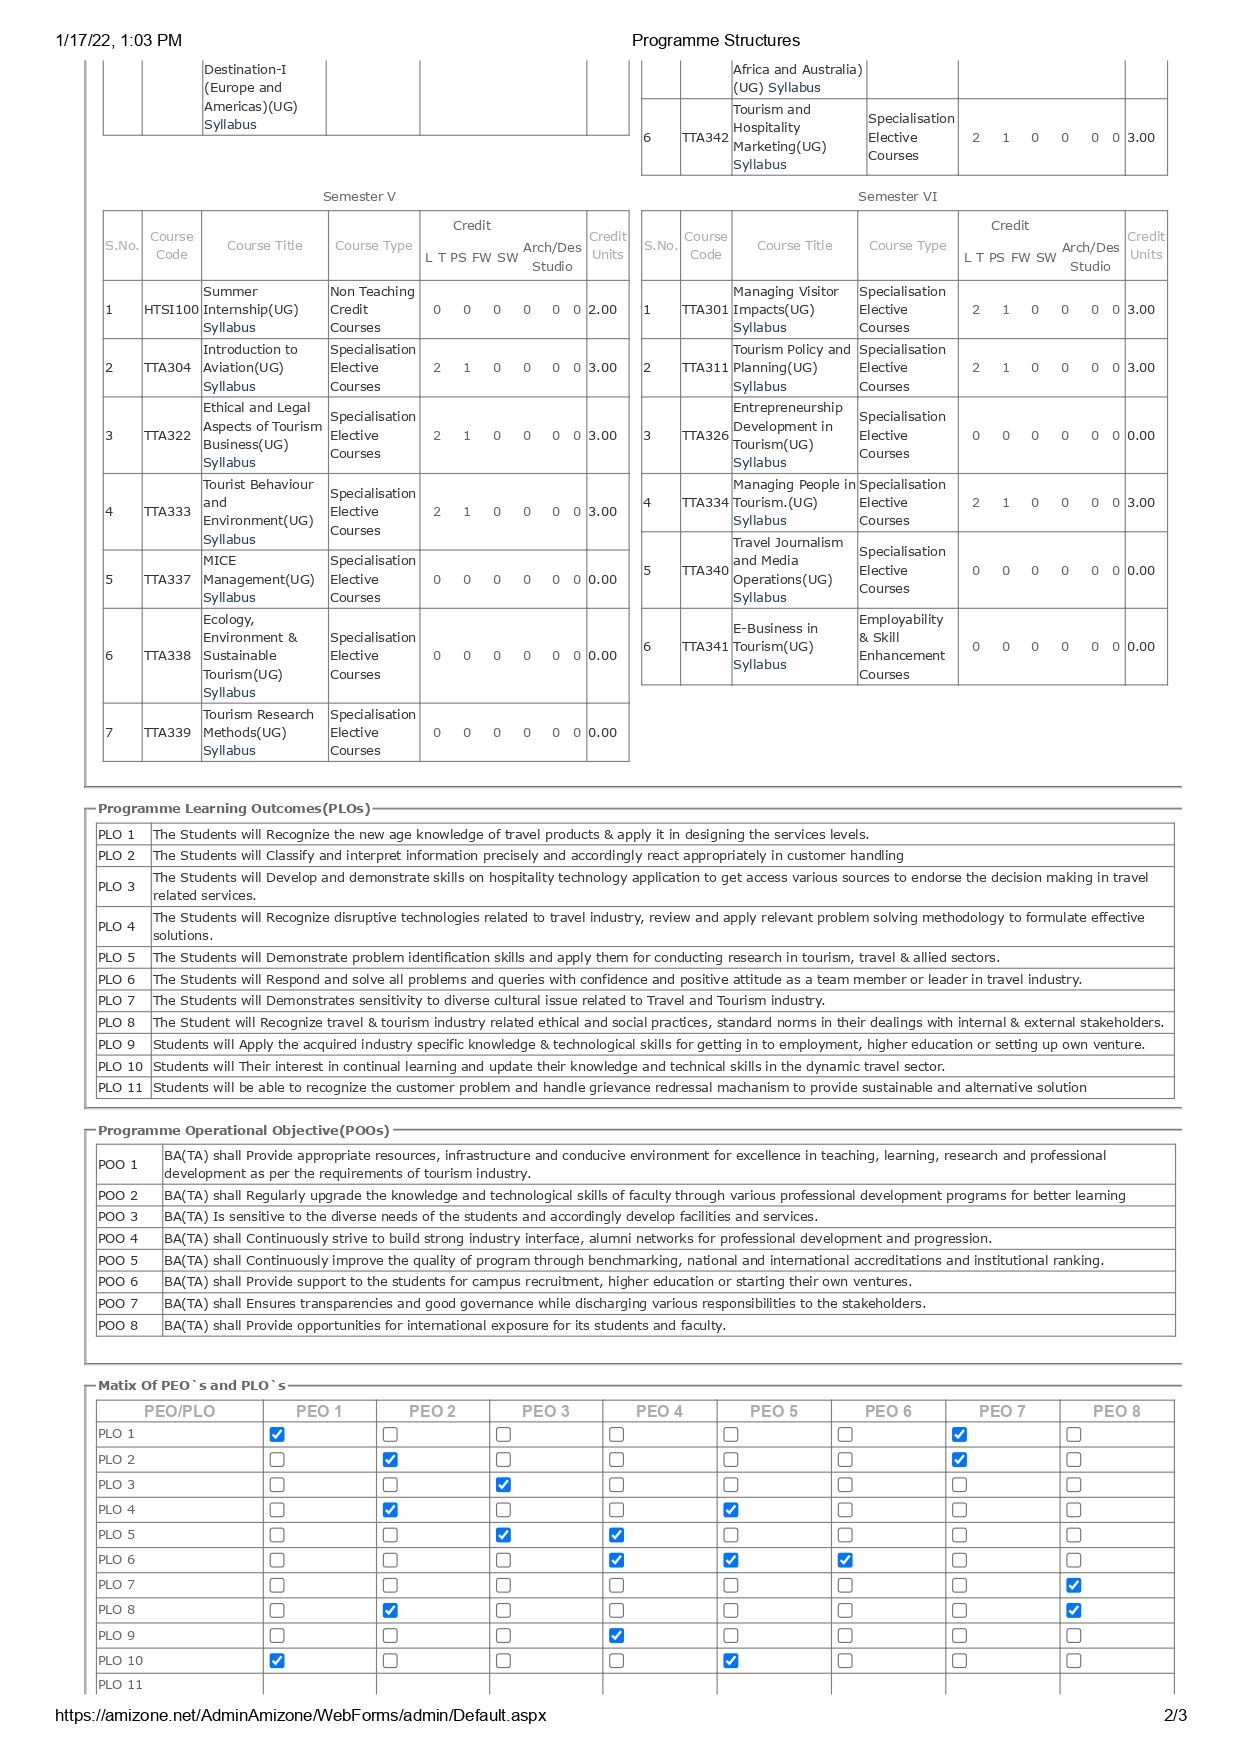 1/17/22, 1:03 PM
Programme Structures
Destination-I
(Europe and
Americas)(UG)
Syllabus
Africa and Australia)
(UG) Syllabus
6 TTA342 Tourism and Hospitality Marketing(UG) Syllabus Specialisation Elective Courses 2 1 0 0 0 0 3.00
Semester V
S.No. Course Code Course Title Course Type Credit L T PS FW SW Arch/Des Studio Credit Units
1 HTSI100 Summer Internship(UG) Syllabus Non Teaching Credit Courses 0 0 0 0 0 0 2.00
2 TTA304 Introduction to Aviation(UG) Syllabus Specialisation Elective Courses 2 1 0 0 0 0 3.00
3 TTA322 Ethical and Legal Aspects of Tourism Business(UG) Syllabus Specialisation Elective Courses 2 1 0 0 0 0 3.00
4 TTA333 Tourist Behaviour and Environment(UG) Syllabus Specialisation Elective Courses 2 1 0 0 0 0 3.00
5 TTA337 MICE Management(UG) Syllabus Specialisation Elective Courses 0 0 0 0 0 0 0.00
6 TTA338 Ecology, Environment & Sustainable Tourism(UG) Syllabus Specialisation Elective Courses 0 0 0 0 0 0 0.00
7 TTA339 Tourism Research Methods(UG) Syllabus Specialisation Elective Courses 0 0 0 0 0 0 0.00
Semester VI
S.No. Course Code Course Title Course Type Credit L T PS FW SW Arch/Des Studio Credit Units
1 TTA301 Managing Visitor Impacts(UG) Syllabus Specialisation Elective Courses 2 1 0 0 0 0 3.00
2 TTA311 Tourism Policy and Planning(UG) Syllabus Specialisation Elective Courses 2 1 0 0 0 0 3.00
3 TTA326 Entrepreneurship Development in Tourism(UG) Syllabus Specialisation Elective Courses 0 0 0 0 0 0 0.00
4 TTA334 Managing People in Tourism.(UG) Syllabus Specialisation Elective Courses 2 1 0 0 0 0 3.00
5 TTA340 Travel Journalism and Media Operations(UG) Syllabus Specialisation Elective Courses 0 0 0 0 0 0 0.00
6 TTA341 E-Business in Tourism(UG) Syllabus Employability & Skill Enhancement Courses 0 0 0 0 0 0 0.00
Programme Learning Outcomes(PLOs)
PLO 1 The Students will Recognize the new age knowledge of travel products & apply it in designing the services levels.
PLO 2 The Students will Classify and interpret information precisely and accordingly react appropriately in customer handling
PLO 3 The Students will Develop and demonstrate skills on hospitality technology application to get access various sources to endorse the decision making in travel
related services.
PLO 4 The Students will Recognize disruptive technologies related to travel industry, review and apply relevant problem solving methodology to formulate effective
solutions.
PLO 5 The Students will Demonstrate problem identification skills and apply them for conducting research in tourism, travel & allied sectors.
PLO 6 The Students will Respond and solve all problems and queries with confidence and positive attitude as a team member or leader in travel industry.
PLO 7 The Students will Demonstrates sensitivity to diverse cultural issue related to Travel and Tourism industry.
PLO 8 The Student will Recognize travel & tourism industry related ethical and social practices, standard norms in their dealings with internal & external stakeholders.
PLO 9 Students will Apply the acquired industry specific knowledge & technological skills for getting in to employment, higher education or setting up own venture.
PLO 10 Students will Their interest in continual learning and update their knowledge and technical skills in the dynamic travel sector.
PLO 11 Students will be able to recognize the customer problem and handle grievance redressal machanism to provide sustainable and alternative solution
Programme Operational Objective(POOs)
POO 1 BA(TA) shall Provide appropriate resources, infrastructure and conducive environment for excellence in teaching, learning, research and professional
development as per the requirements of tourism industry.
POO 2 BA(TA) shall Regularly upgrade the knowledge and technological skills of faculty through various professional development programs for better learning
POO 3 BA(TA) Is sensitive to the diverse needs of the students and accordingly develop facilities and services.
POO 4 BA(TA) shall Continuously strive to build strong industry interface, alumni networks for professional development and progression.
POO 5 BA(TA) shall Continuously improve the quality of program through benchmarking, national and international accreditations and institutional ranking.
POO 6 BA(TA) shall Provide support to the students for campus recruitment, higher education or starting their own ventures.
POO 7 BA(TA) shall Ensures transparencies and good governance while discharging various responsibilities to the stakeholders.
POO 8 BA(TA) shall Provide opportunities for international exposure for its students and faculty.
Matix Of PEO`s and PLO`s
PEO/PLO PEO 1 PEO 2 PEO 3 PEO 4 PEO 5 PEO 6 PEO 7 PEO 8
PLO 1
PLO 2
PLO 3
PLO 4
PLO 5
PLO 6
PLO 7
PLO 8
PLO 9
PLO 10
PLO 11
https://amizone.net/AdminAmizone/WebForms/admin/Default.aspx
2/3